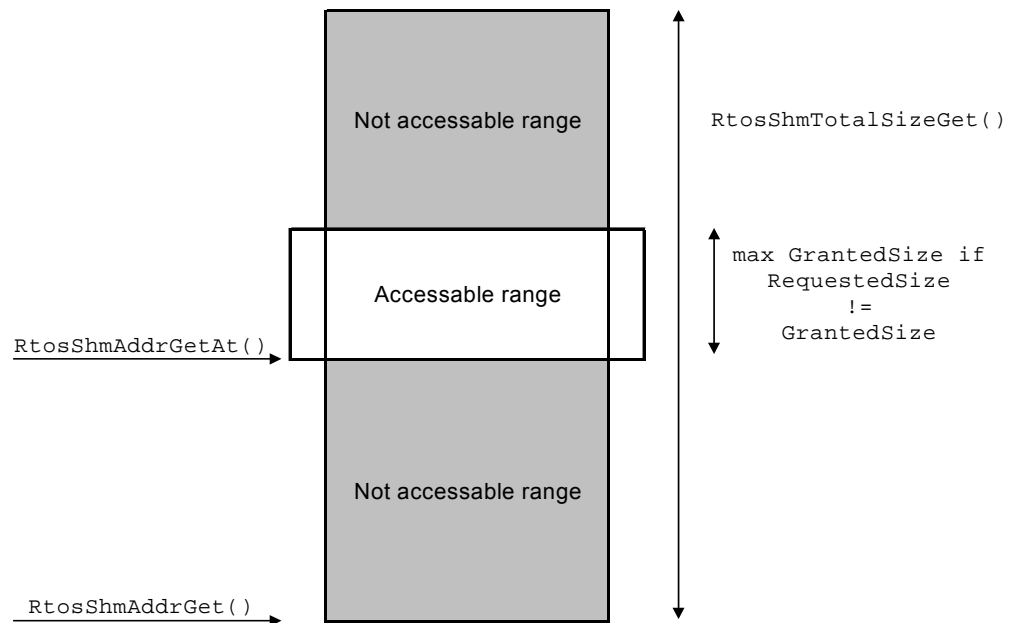 Not accessable range
RtosShmTotalSizeGet()
max GrantedSize if
RequestedSize
!=
GrantedSize
Accessable range
RtosShmAddrGetAt()
Not accessable range
RtosShmAddrGet()